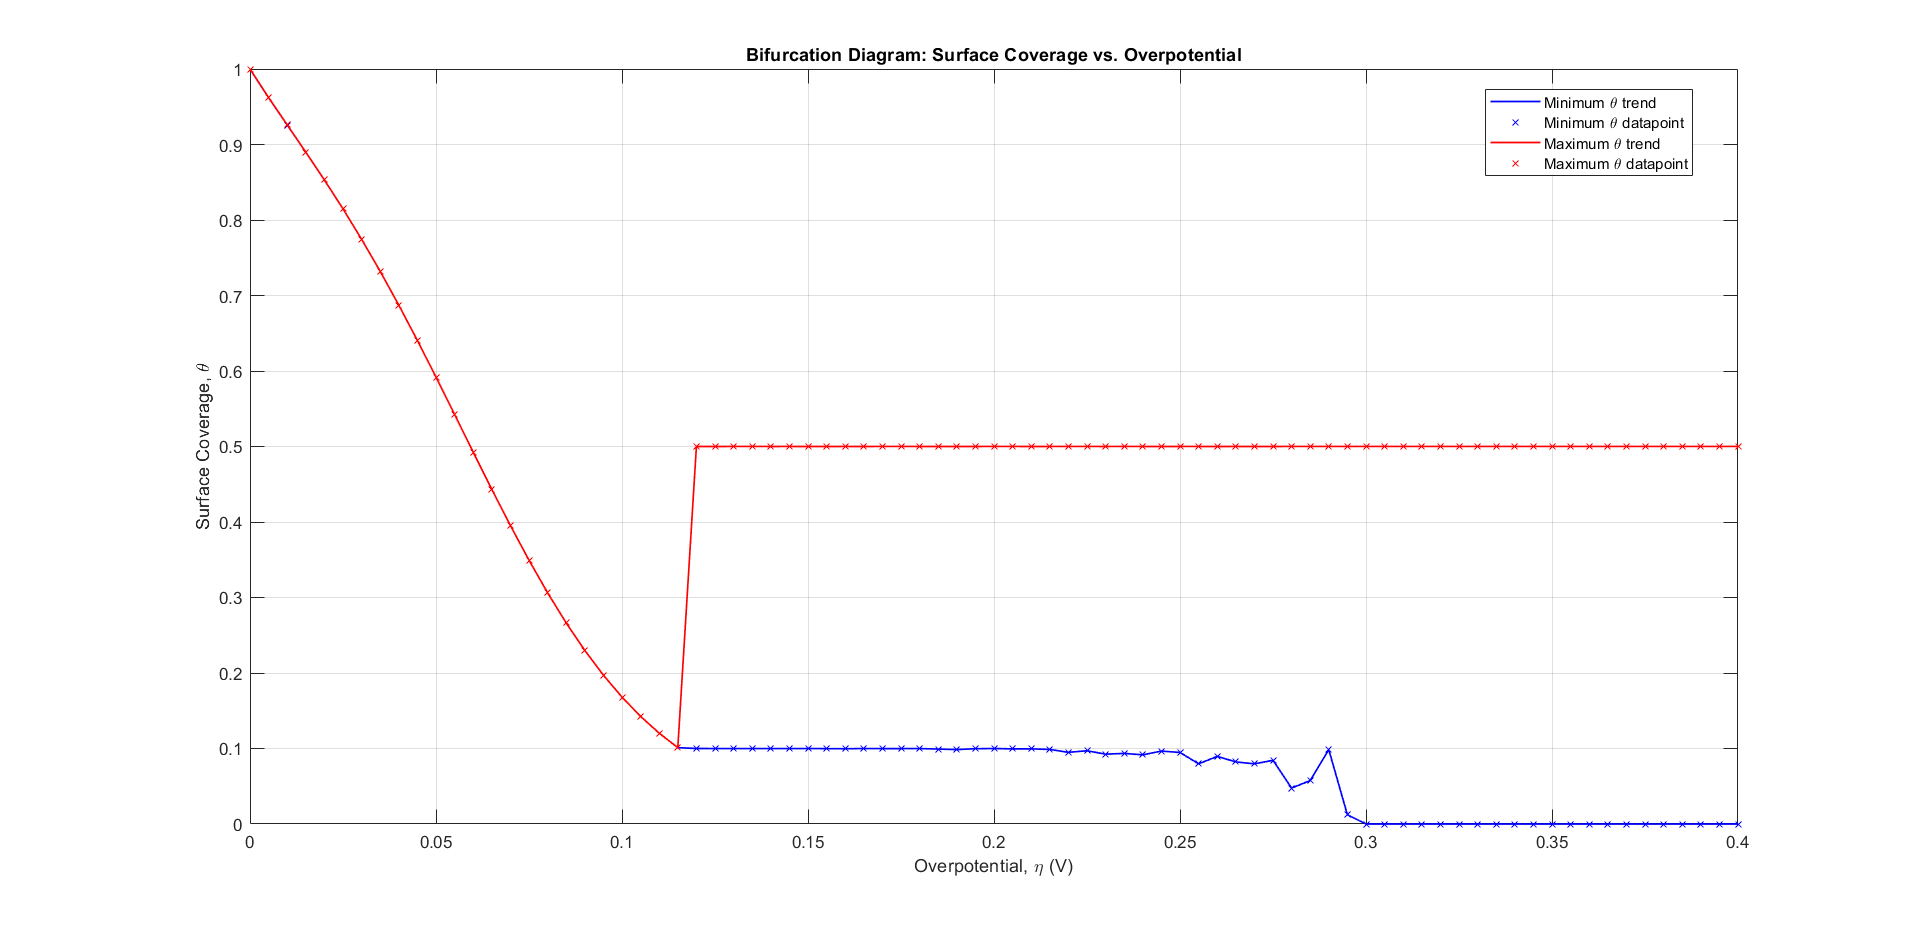 Bifurcation Diagram: Surface Coverage vs. Overpotential
Minimum θ trend
Minimum θ datapoint
Maximum θ trend
Maximum θ datapoint
1
0.9
0.8
0.7
0.6
0.5
0.4
0.3
0.2
0.1
0
Surface Coverage, θ
0 0.05 0.1 0.15 0.2 0.25 0.3 0.35 0.4
Overpotential, η (V)